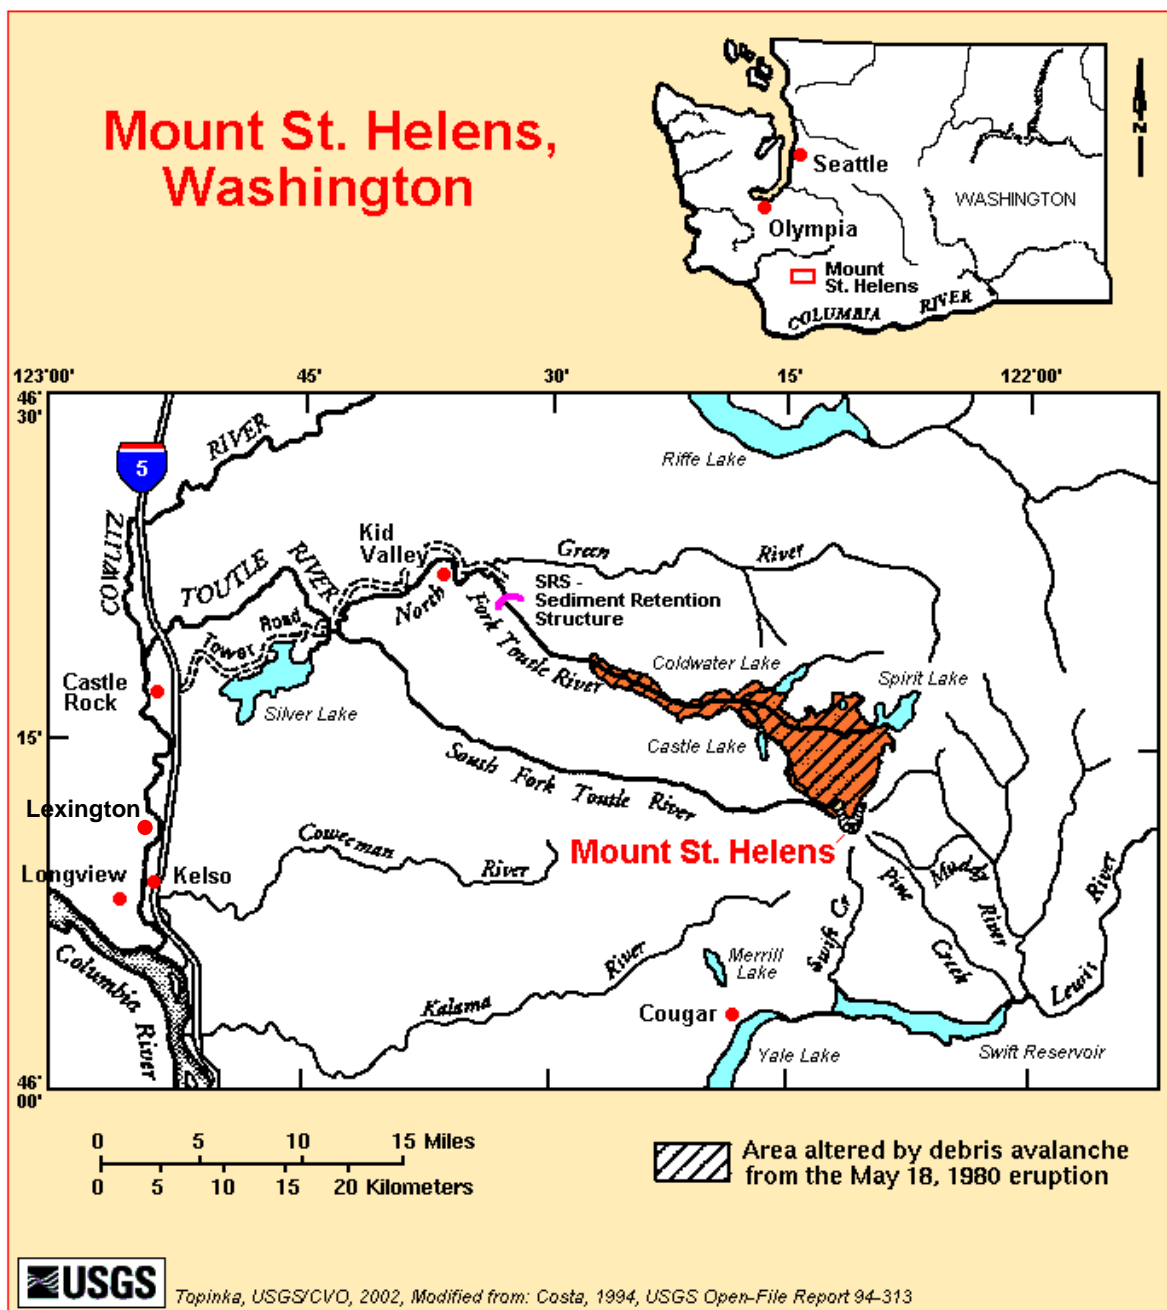 Mount St. Helens,
Washington
Seattle
WASHINGTON
Olympia
Mount
St. Helens
COLUMBIA RIVER
N
123°00'
45'
30'
15'
122°00'
46°
30'
RIVER
5
Riffe Lake
COWLITZ
Kid
Valley
TOUTLE RIVER
Green River
SRS -
Sediment Retention
Structure
North Fork Toutle River
Tower Road
Coldwater Lake
Spirit Lake
Castle
Rock
Silver Lake
15'
Castle Lake
South Fork Toutle River
Lexington
Coweeman River
Mount St. Helens
Longview
Kelso
Muddy River
Pine Creek
Swift Cr
Lewis River
Columbia River
Kalama River
Merrill
Lake
Cougar
Yale Lake
Swift Reservoir
46°
00'
0 5 10 15 Miles
0 5 10 15 20 Kilometers
Area altered by debris avalanche
from the May 18, 1980 eruption
USGS
Topinka, USGS/CVO, 2002, Modified from: Costa, 1994, USGS Open-File Report 94-313